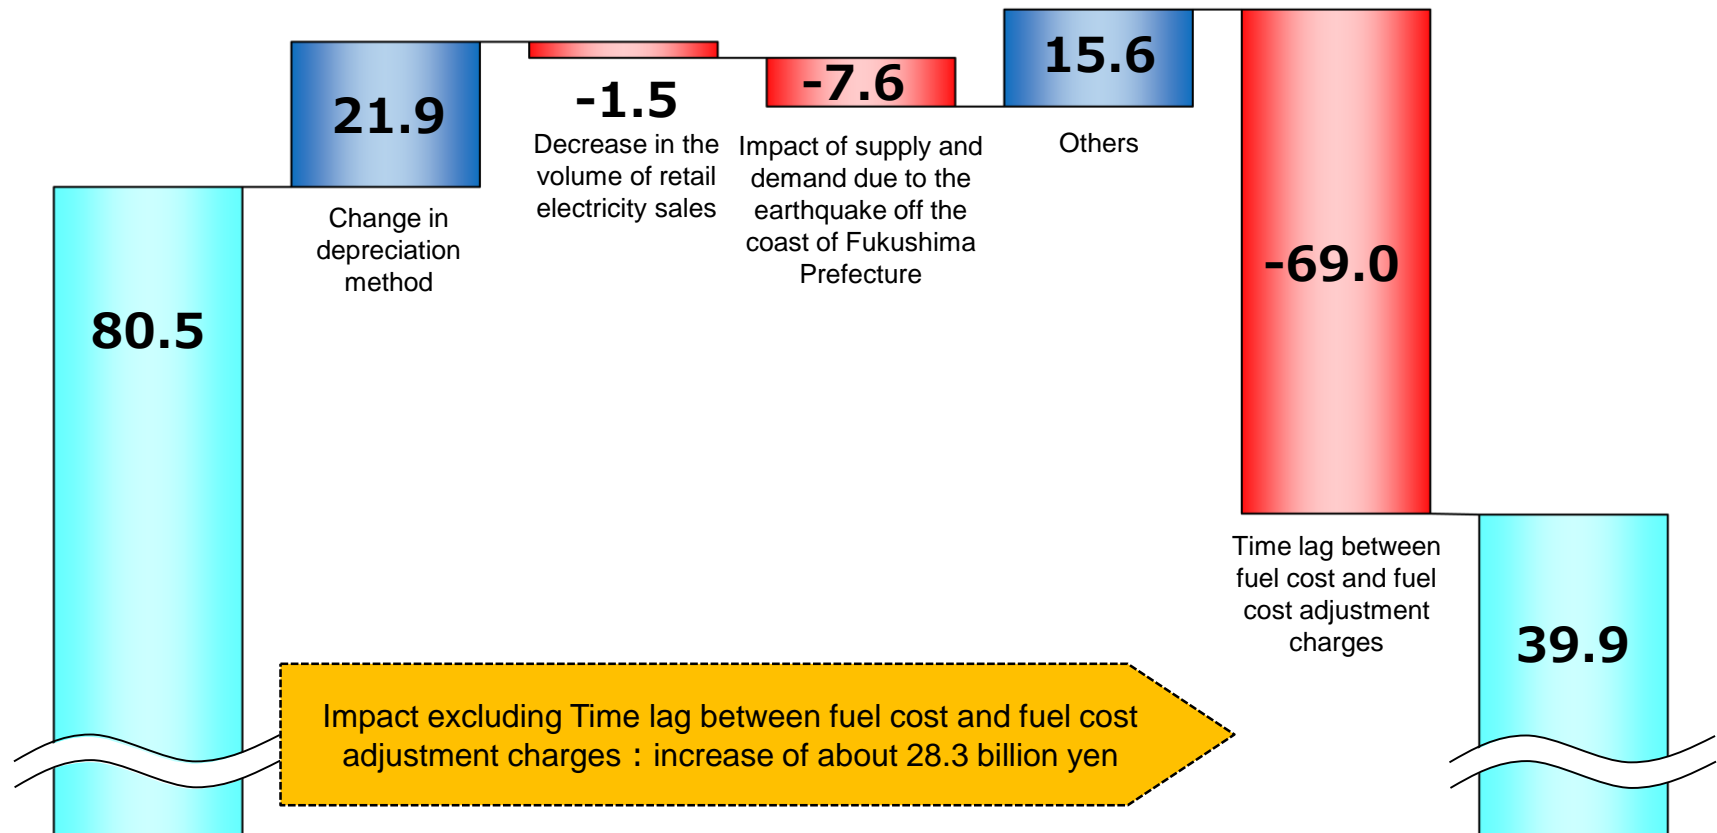 80.5
21.9
Change in
depreciation
method
-1.5
Decrease in the
volume of retail
electricity sales
-7.6
Impact of supply and
demand due to the
earthquake off the
coast of Fukushima
Prefecture
15.6
Others
-69.0
Time lag between
fuel cost and fuel
cost adjustment
charges
39.9
Impact excluding Time lag between fuel cost and fuel cost
adjustment charges：increase of about 28.3 billion yen